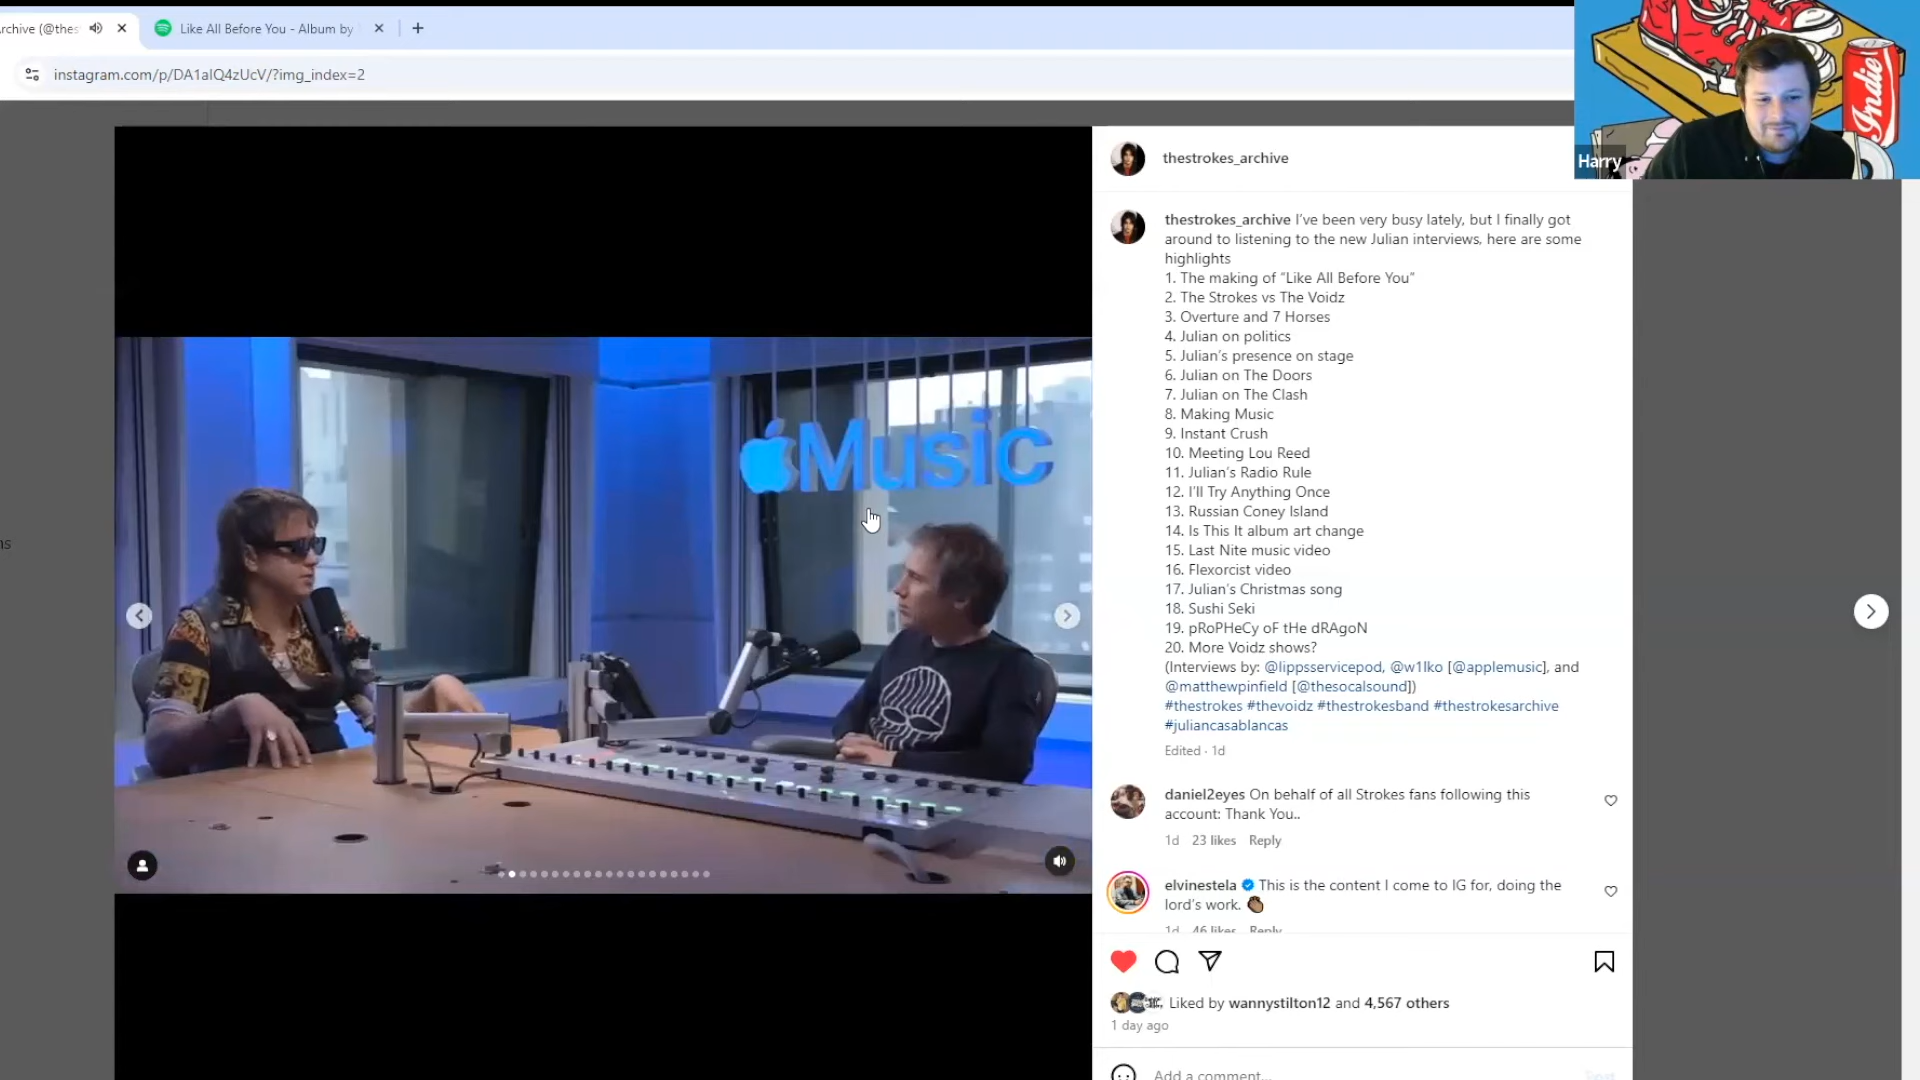 rchive (@thes
Like All Before You - Album by
instagram.com/p/DA1alQ4zUcV/?img_index=2
Indie
Harry
Music
ns
thestrokes_archive
thestrokes_archive I've been very busy lately, but I finally got
around to listening to the new Julian interviews, here are some
highlights
1. The making of “Like All Before You”
2. The Strokes vs The Voidz
3. Overture and 7 Horses
4. Julian on politics
5. Julian's presence on stage
6. Julian on The Doors
7. Julian on The Clash
8. Making Music
9. Instant Crush
10. Meeting Lou Reed
11. Julian's Radio Rule
12. I'll Try Anything Once
13. Russian Coney Island
14. Is This It album art change
15. Last Nite music video
16. Flexorcist video
17. Julian's Christmas song
18. Sushi Seki
19. pRoPHeCy oF tHe dRAgoN
20. More Voidz shows?
(Interviews by: @lippsservicepod, @w1lko [@applemusic], and
@matthewpinfield [@thesocalsound])
#thestrokes #thevoidz #thestrokesband #thestrokesarchive
#juliancasablancas
Edited · 1d
daniel2eyes On behalf of all Strokes fans following this
account: Thank You..
1d 23 likes Reply
elvinestela This is the content I come to IG for, doing the
lord's work.
1d 46 likes Reply
Liked by wannystilton12 and 4,567 others
1 day ago
Add a comment...
Post